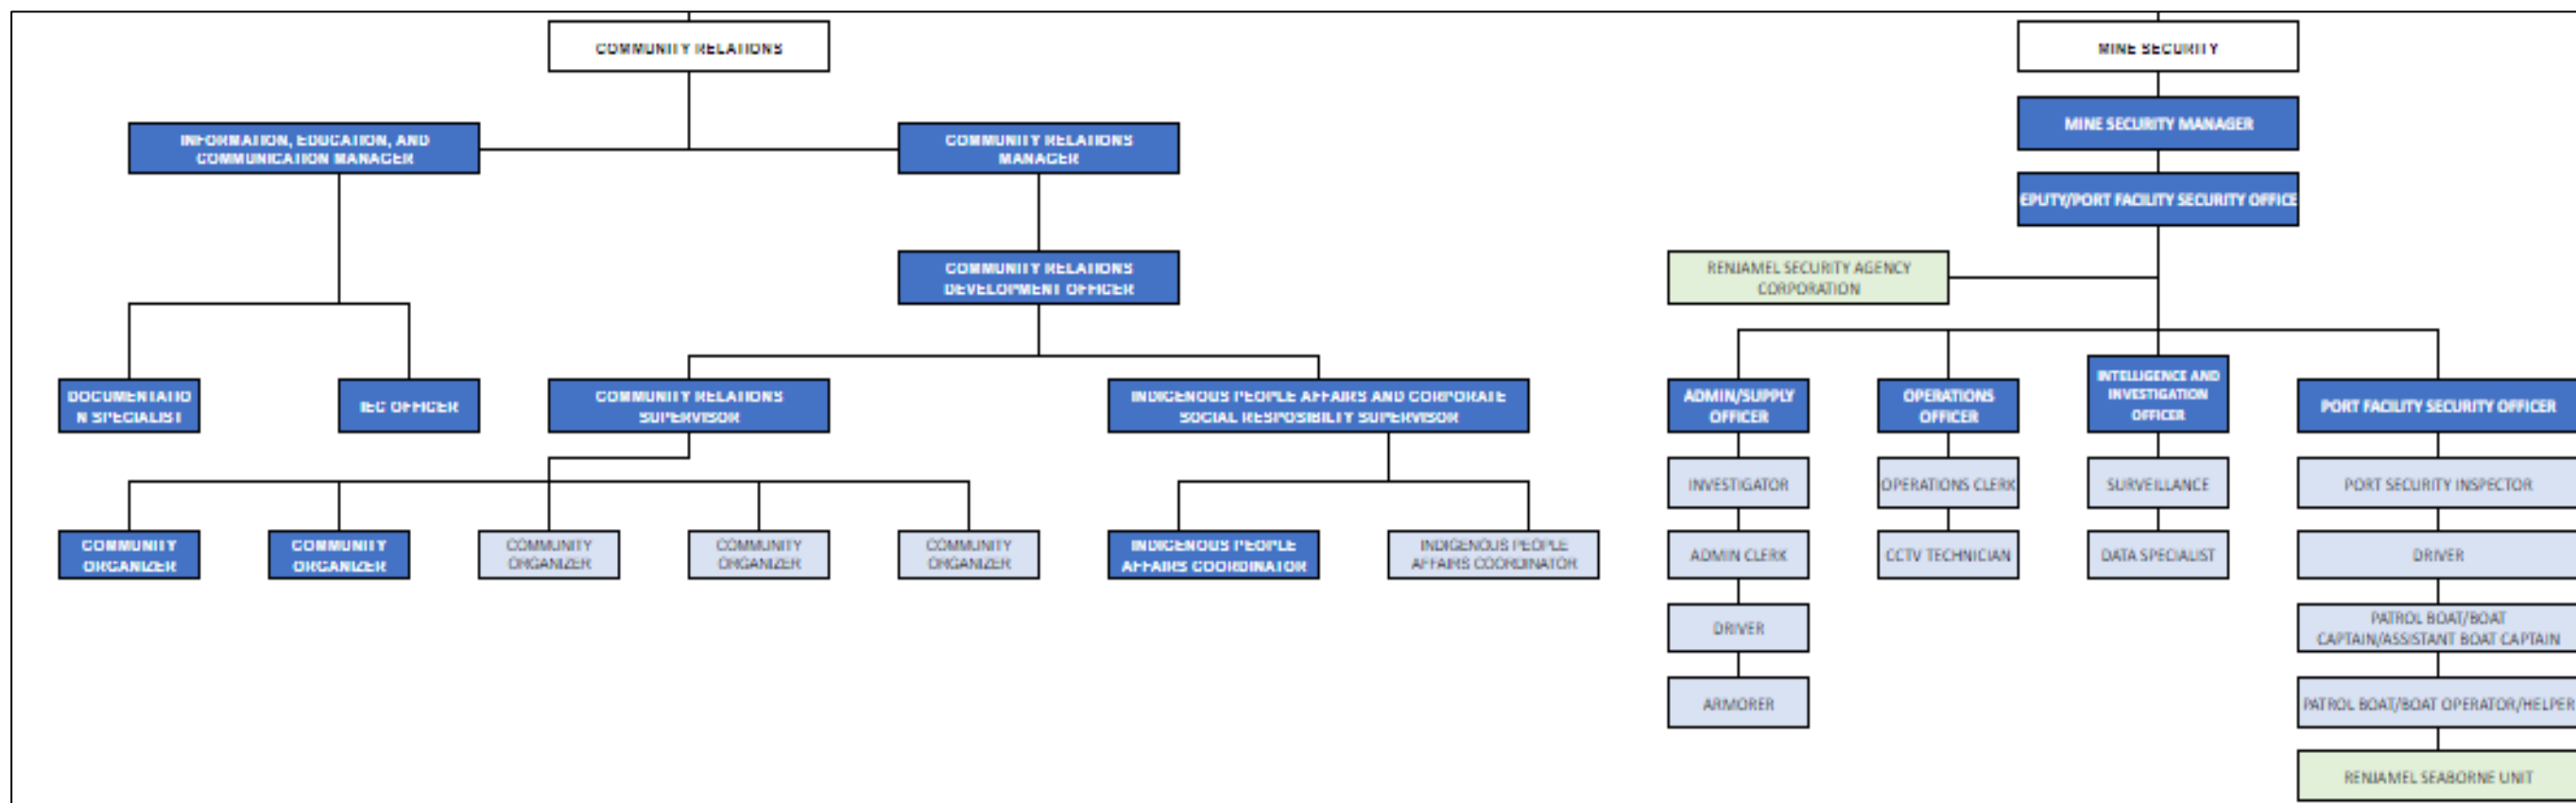 COMMUNITY RELATIONS
MINE SECURITY
MINE SECURITY MANAGER
INFORMATION, EDUCATION, AND
COMMUNICATION MANAGER
COMMUNITY RELATIONS
MANAGER
EPUTY/PORT FACILITY SECURITY OFFICE
COMMUNITY RELATIONS
DEVELOPMENT OFFICER
RENJAMEL SECURITY AGENCY
CORPORATION
DOCUMENTATIO
N SPECIALIST
IEC OFFICER
COMMUNITY RELATIONS
SUPERVISOR
INDIGENOUS PEOPLE AFFAIRS AND CORPORATE
SOCIAL RESPOSIBILTY SUPERVISOR
ADMIN/SUPPLY
OFFICER
OPERATIONS
OFFICER
INTELLIGENCE AND
INVESTIGATION
OFFICER
PORT FACILITY SECURITY OFFICER
INVESTIGATOR
OPERATIONS CLERK
SURVEILLANCE
PORT SECURITY INSPECTOR
COMMUNITY
ORGANIZER
COMMUNITY
ORGANIZER
COMMUNITY
ORGANIZER
COMMUNITY
ORGANIZER
COMMUNITY
ORGANIZER
INDIGENOUS PEOPLE
AFFAIRS COORDINATOR
INDIGENOUS PEOPLE
AFFAIRS COORDINATOR
ADMIN CLERK
CCTV TECHNICIAN
DATA SPECIALIST
DRIVER
DRIVER
PATROL BOAT/BOAT
CAPTAIN/ASSISTANT BOAT CAPTAIN
ARMORER
PATROL BOAT/BOAT OPERATOR/HELPER
RENJAMEL SEABORNE UNIT